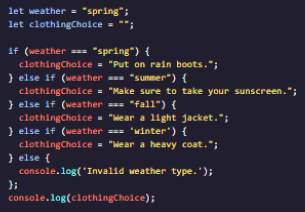 let weather = "spring";
let clothingChoice = "";

if (weather === "spring") {
  clothingChoice = "Put on rain boots.";
} else if (weather === "summer") {
  clothingChoice = "Make sure to take your sunscreen.";
} else if (weather === "fall") {
  clothingChoice = "Wear a light jacket.";
} else if (weather === 'winter') {
  clothingChoice = "Wear a heavy coat.";
} else {
  console.log('Invalid weather type.');
};
console.log(clothingChoice);